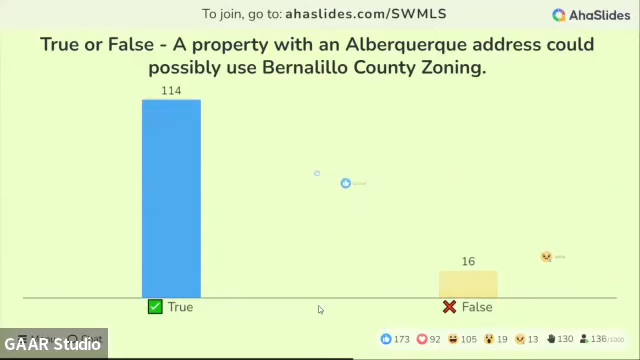 To join, go to: ahaslides.com/SWMLS
AhaSlides
True or False - A property with an Alberquerque address could
possibly use Bernalillo County Zoning.
114
16
True
False
GAAR Studio
173 92 105 19 13 130 136/1000